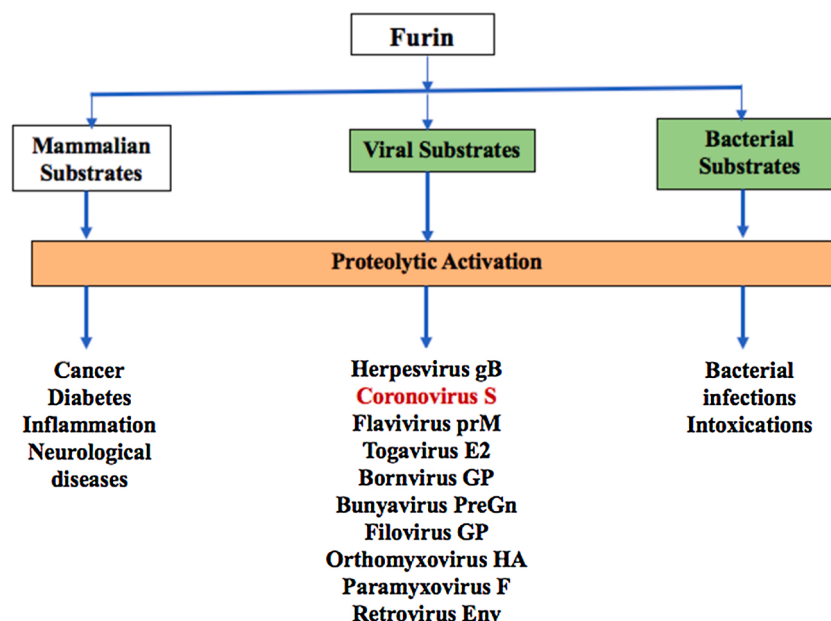 Furin
Mammalian
Substrates
Viral Substrates
Bacterial
Substrates
Proteolytic Activation
Cancer
Diabetes
Inflammation
Neurological
diseases
Herpesvirus gB
Coronovirus S
Flavivirus prM
Togavirus E2
Bornvirus GP
Bunyavirus PreGn
Filovirus GP
Orthomyxovirus HA
Paramyxovirus F
Retrovirus Env
Bacterial
infections
Intoxications